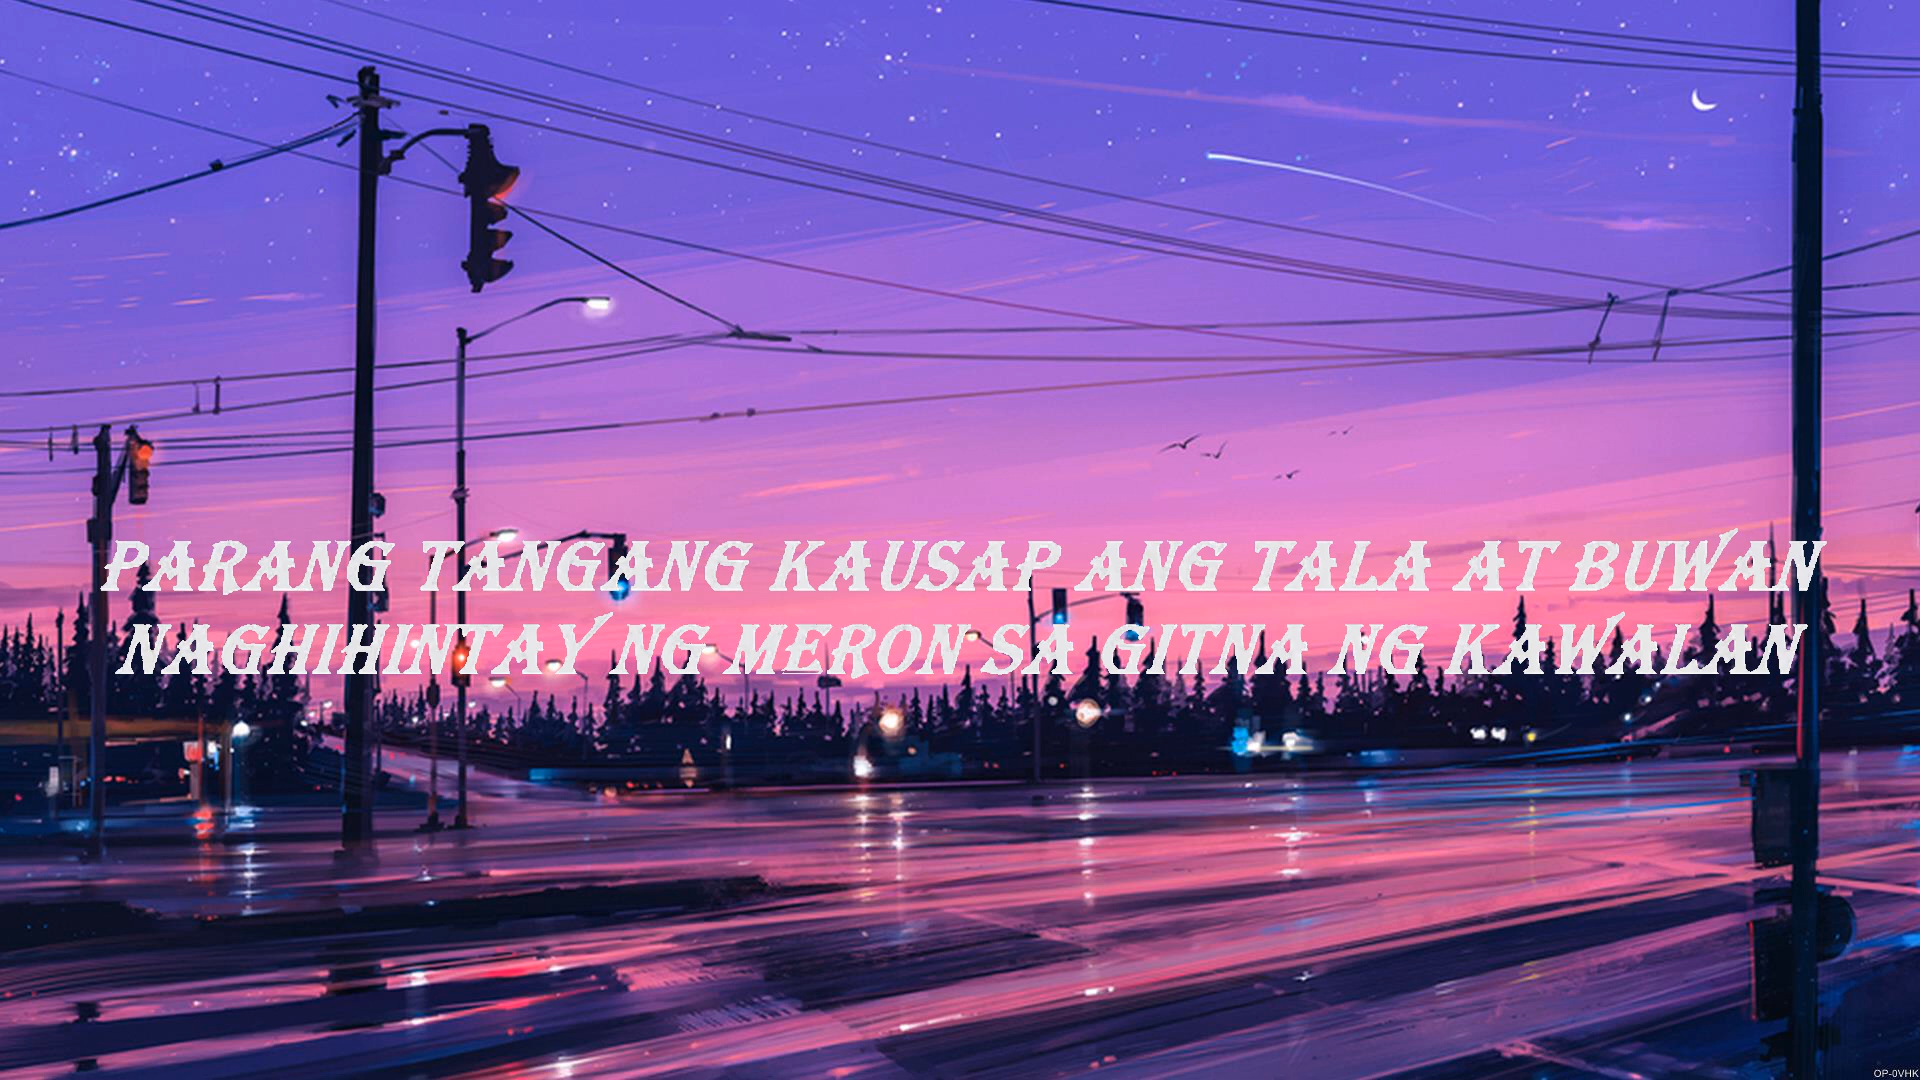 PARANG TANGANG KAUSAP ANG TALA AT BUWAN
NAGHIHINTAY NG MERON SA GITNA NG KAWALAN
OP-0VHK